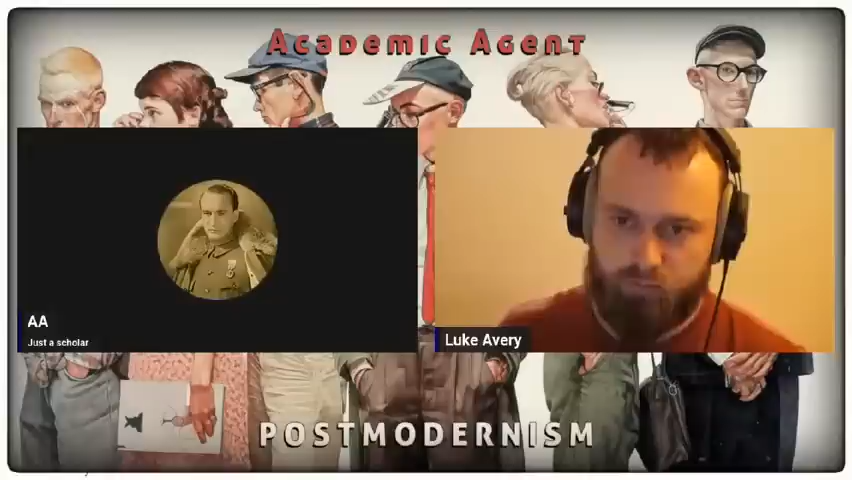 Academic Agent
AA
Just a scholar
Luke Avery
POSTMODERNISM